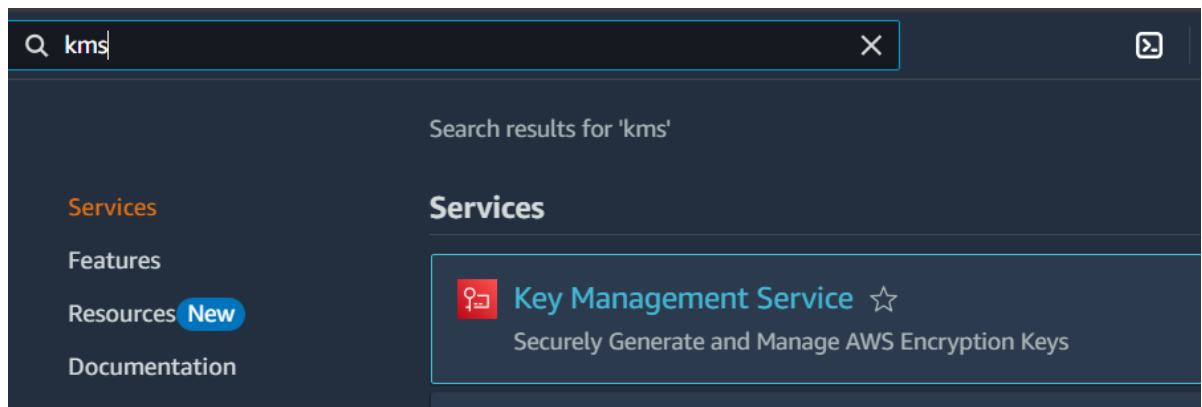 kms
Search results for 'kms'
Services
Features
Resources New
Documentation
Services
Key Management Service
Securely Generate and Manage AWS Encryption Keys